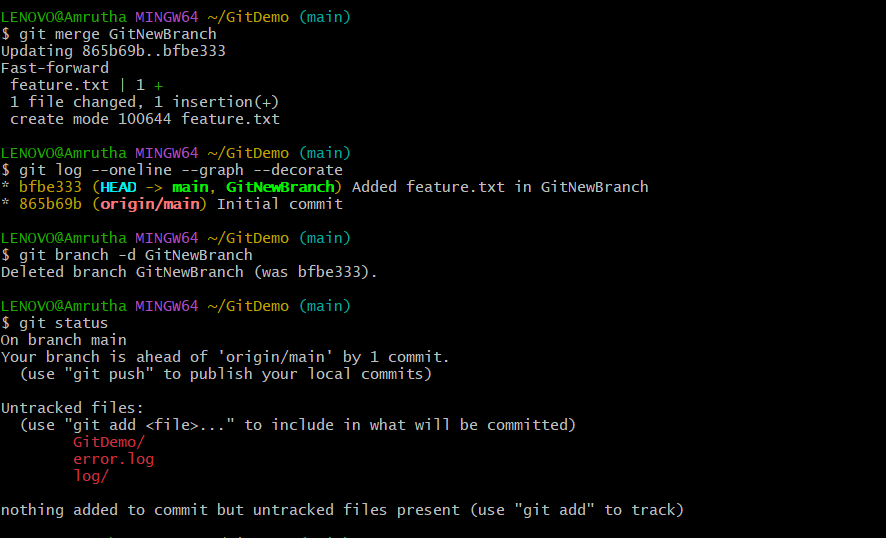 LENOVO@Amrutha MINGW64 ~/GitDemo (main)
$ git merge GitNewBranch
Updating 865b69b..bfbe333
Fast-forward
 feature.txt | 1 +
 1 file changed, 1 insertion(+)
 create mode 100644 feature.txt

LENOVO@Amrutha MINGW64 ~/GitDemo (main)
$ git log --oneline --graph --decorate
* bfbe333 (HEAD -> main, GitNewBranch) Added feature.txt in GitNewBranch
* 865b69b (origin/main) Initial commit

LENOVO@Amrutha MINGW64 ~/GitDemo (main)
$ git branch -d GitNewBranch
Deleted branch GitNewBranch (was bfbe333).

LENOVO@Amrutha MINGW64 ~/GitDemo (main)
$ git status
On branch main
Your branch is ahead of 'origin/main' by 1 commit.
  (use "git push" to publish your local commits)

Untracked files:
  (use "git add <file>..." to include in what will be committed)
        GitDemo/
        error.log
        log/

nothing added to commit but untracked files present (use "git add" to track)